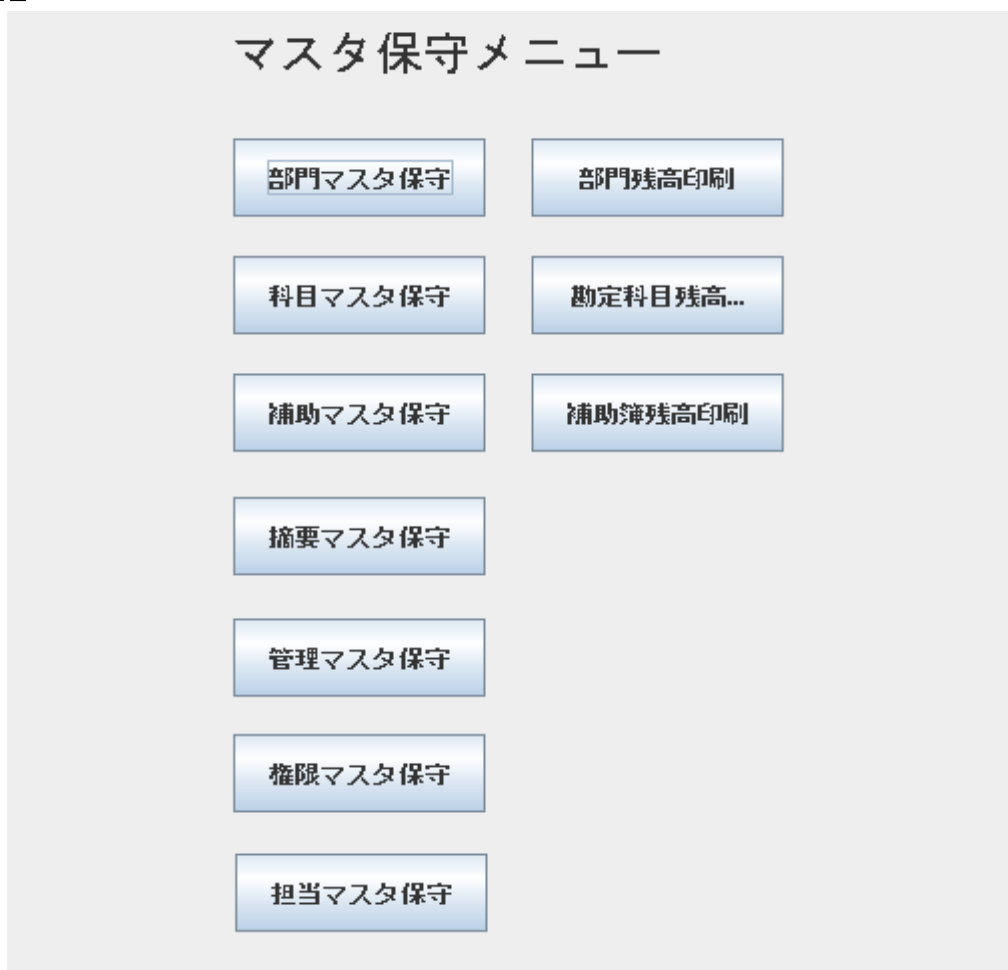 マスタ保守メニュー
部門マスタ保守 部門残高印刷
科目マスタ保守 勘定科目残高...
補助マスタ保守 補助簿残高印刷
摘要マスタ保守
管理マスタ保守
権限マスタ保守
担当マスタ保守